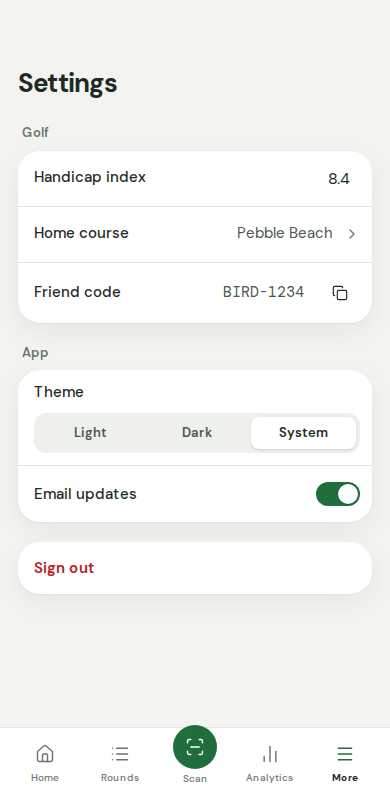 Settings
Golf
Handicap index 8.4
Home course Pebble Beach
Friend code BIRD-1234
App
Theme
Light Dark System
Email updates
Sign out
Home Rounds Scan Analytics More